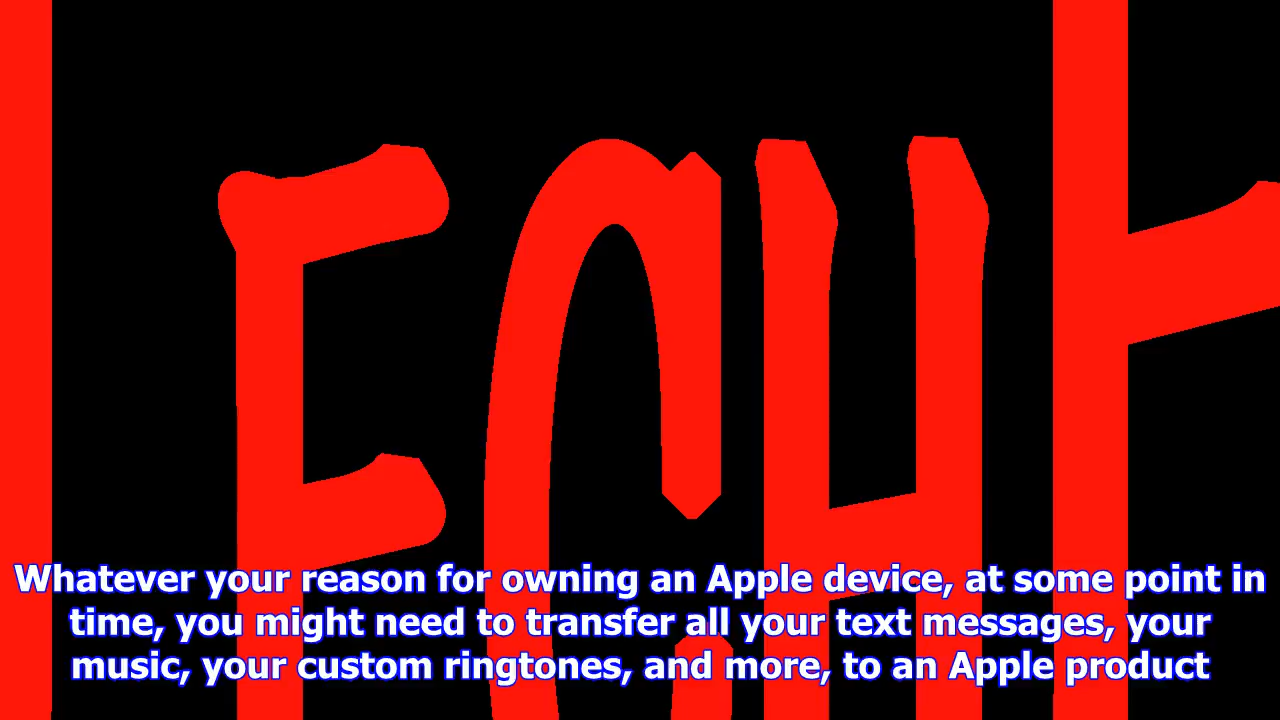 ECH
Whatever your reason for owning an Apple device, at some point in
time, you might need to transfer all your text messages, your
music, your custom ringtones, and more, to an Apple product